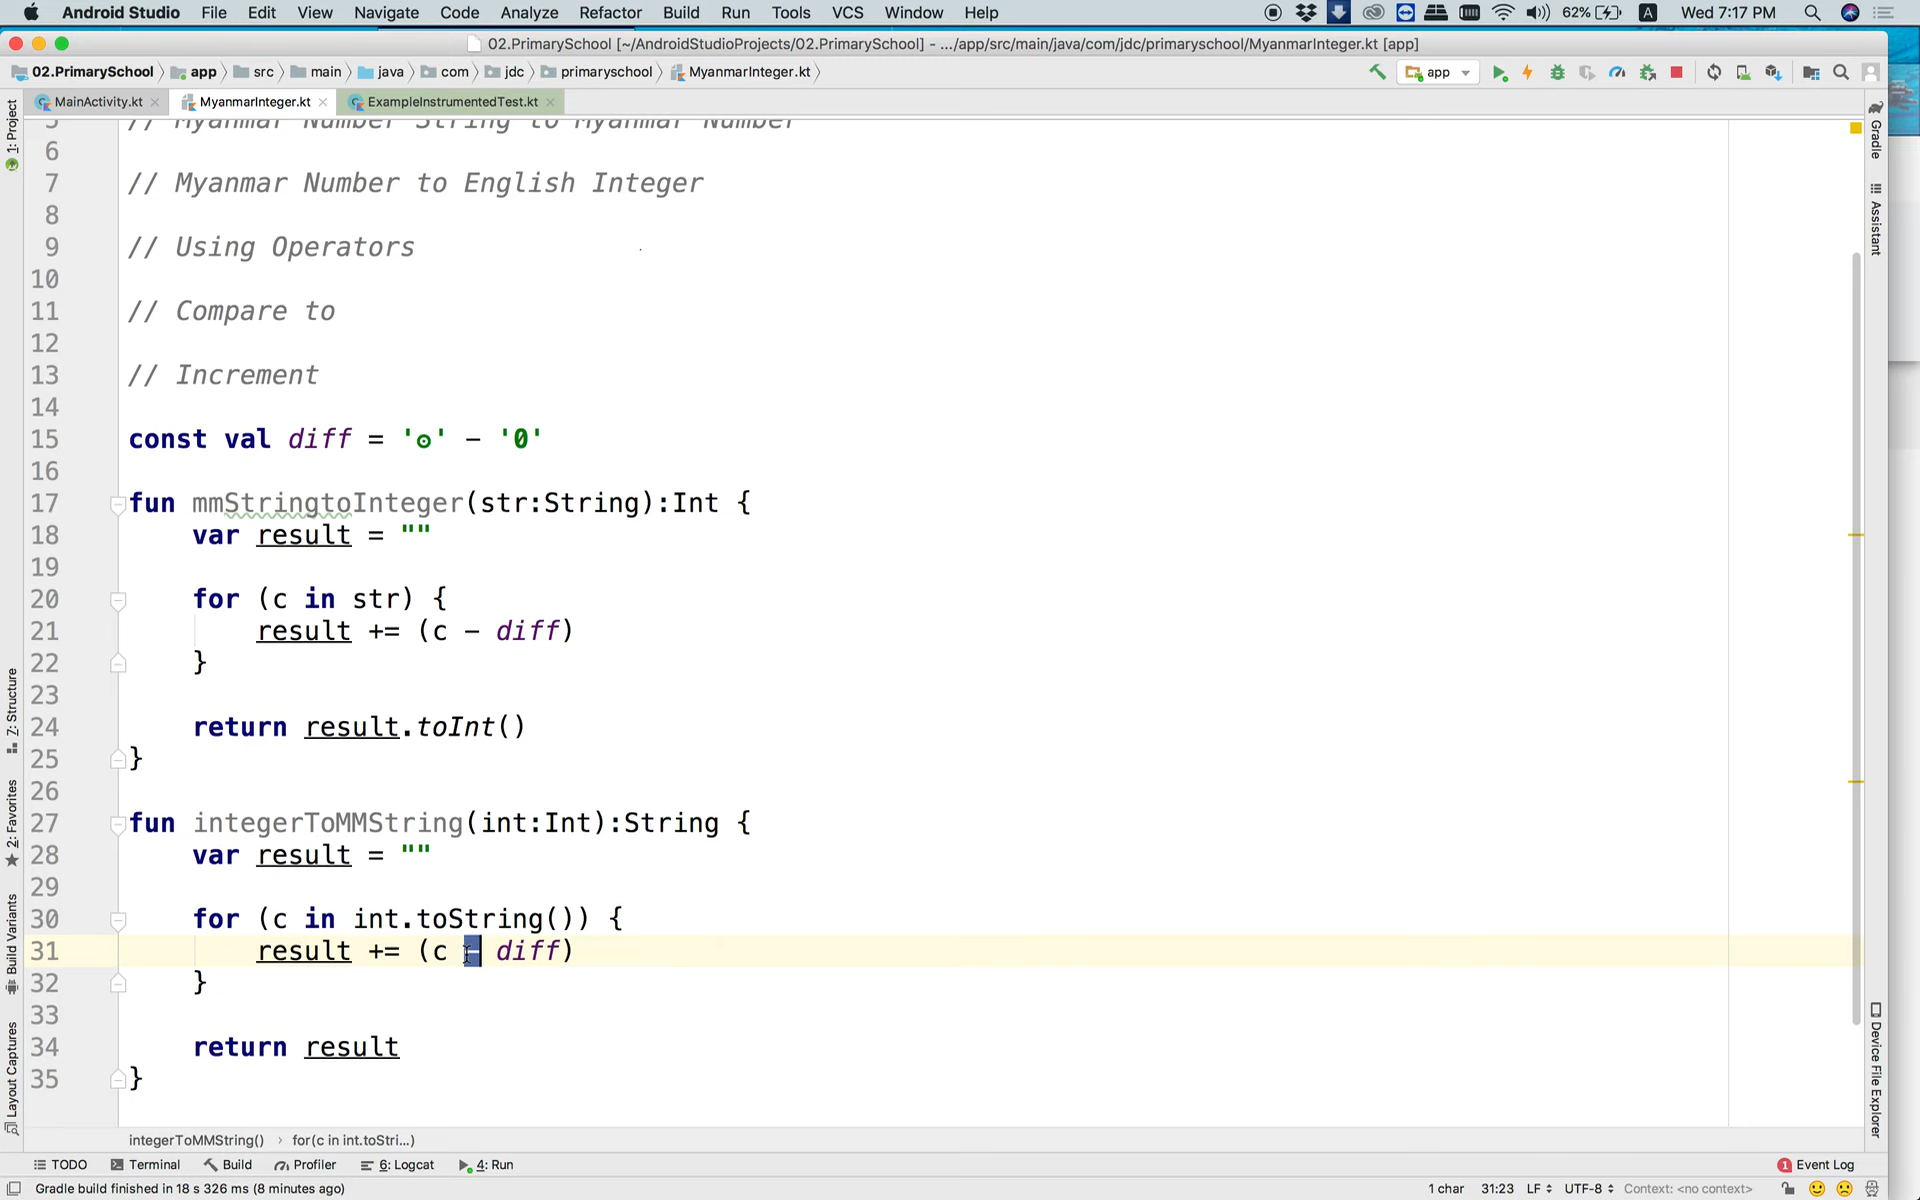 Android Studio File Edit View Navigate Code Analyze Refactor Build Run Tools VCS Window Help 62% A Wed 7:17 PM
02.PrimarySchool [~/AndroidStudioProjects/02.PrimarySchool] - .../app/src/main/java/com/jdc/primaryschool/MyanmarInteger.kt [app]
02.PrimarySchool app src main java com jdc primaryschool MyanmarInteger.kt app
MainActivity.kt MyanmarInteger.kt ExampleInstrumentedTest.kt
1: Project
Z: Structure
2: Favorites
Build Variants
Layout Captures
5 // Myanmar Number String to Myanmar Number
6
7 // Myanmar Number to English Integer
8
9 // Using Operators
10
11 // Compare to
12
13 // Increment
14
15 const val diff = '၀' - '0'
16
17 fun mmStringtoInteger(str:String):Int {
18 var result = ""
19
20 for (c in str) {
21 result += (c - diff)
22 }
23
24 return result.toInt()
25 }
26
27 fun integerToMMString(int:Int):String {
28 var result = ""
29
30 for (c in int.toString()) {
31 result += (c - diff)
32 }
33
34 return result
35 }
Gradle
Assistant
Device File Explorer
integerToMMString() › for(c in int.toStri...)
TODO Terminal Build Profiler 6: Logcat 4: Run 1 Event Log
Gradle build finished in 18 s 326 ms (8 minutes ago) 1 char 31:23 LF UTF-8 Context: <no context>